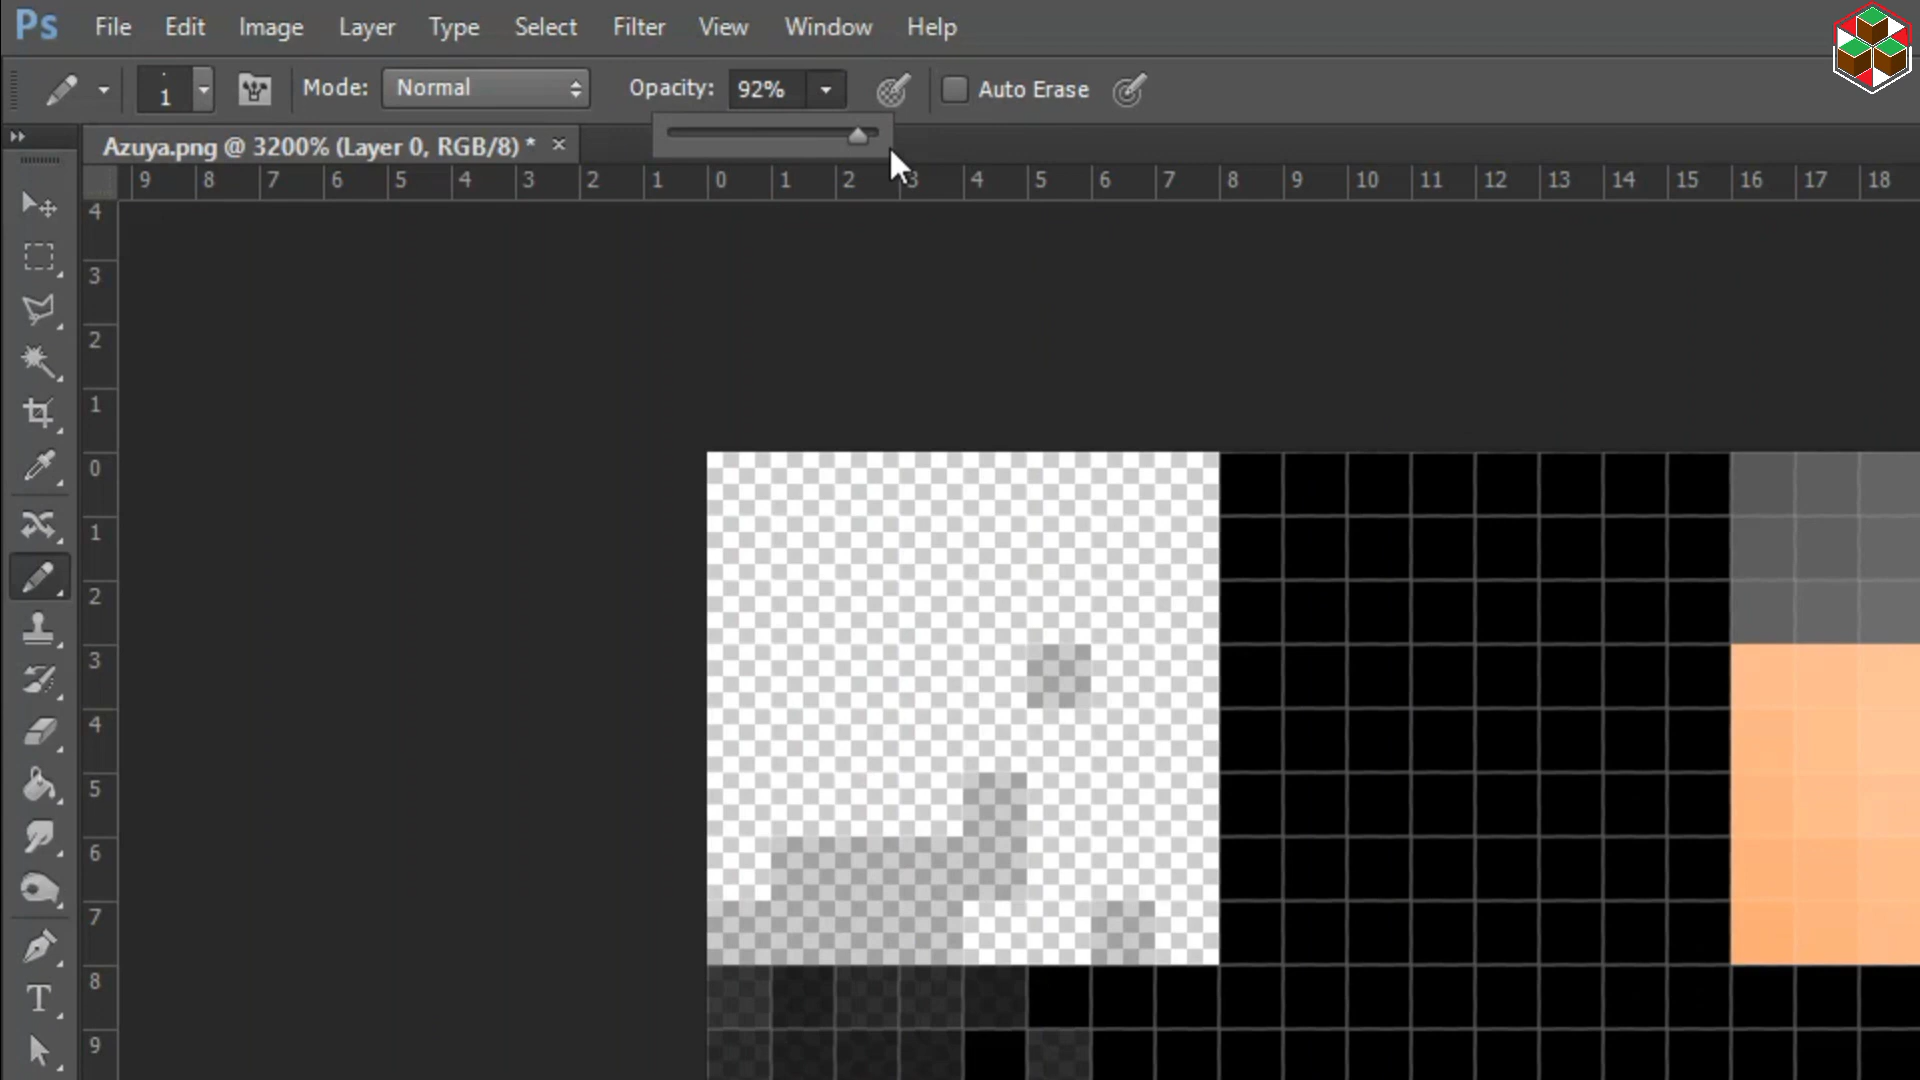 Ps File Edit Image Layer Type Select Filter View Window Help
1 Mode: Normal Opacity: 92% Auto Erase
Azuya.png @ 3200% (Layer 0, RGB/8) * ×
9 8 7 6 5 4 3 2 1 0 1 2 3 4 5 6 7 8 9 10 11 12 13 14 15 16 17 18
4
3
2
1
0
1
2
3
4
5
6
7
8
T
9